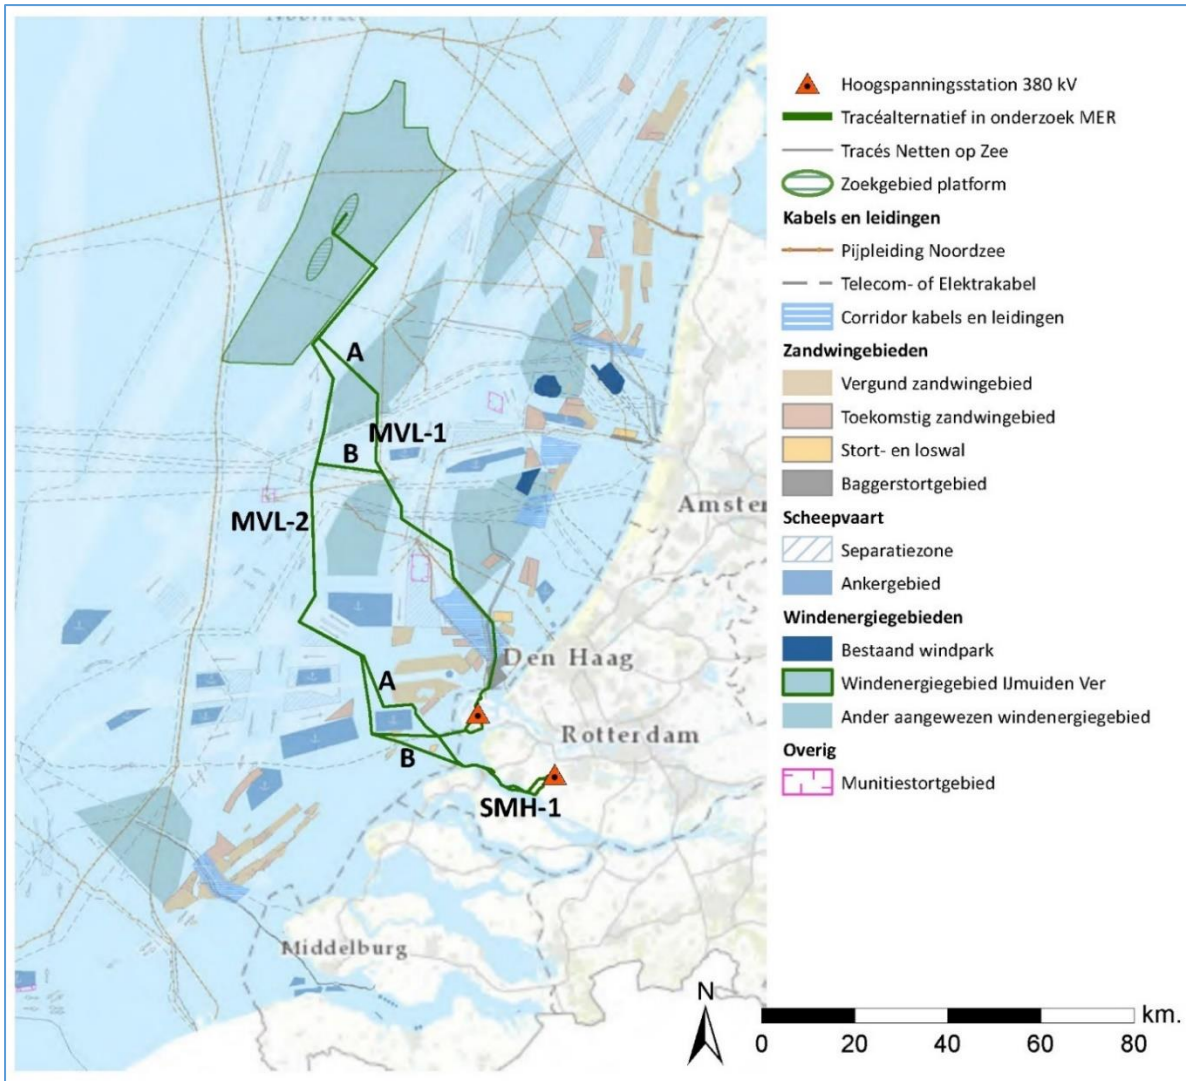 A
MVL-1
B
MVL-2
Amster
Den Haag
A
Rotterdam
B
SMH-1
Middelburg
Hoogspanningsstation 380 kV
Tracéalternatief in onderzoek MER
Tracés Netten op Zee
Zoekgebied platform
Kabels en leidingen
Pijpleiding Noordzee
Telecom- of Elektrakabel
Corridor kabels en leidingen
Zandwingebieden
Vergund zandwingebied
Toekomstig zandwingebied
Stort- en loswal
Baggerstortgebied
Scheepvaart
Separatiezone
Ankergebied
Windenergiegebieden
Bestaand windpark
Windenergiegebied IJmuiden Ver
Ander aangewezen windenergiegebied
Overig
Munitiestortgebied
N
km.
0 20 40 60 80